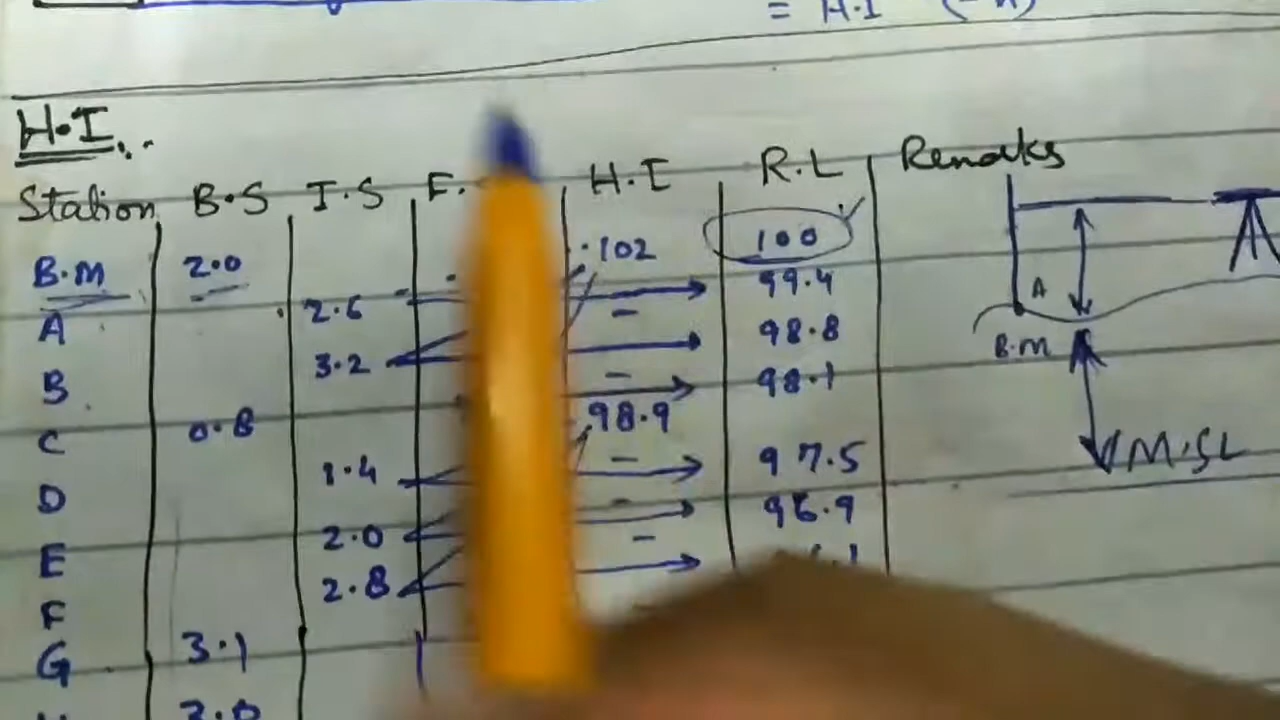 = H.I
H.I
Station B.S I.S F. H.I R.L Remarks
B.M 2.0 102 100
A 2.6 - 99.4
B 3.2 - 98.8
C 0.8 98.9 98.1
D 1.4 - 97.5
E 2.0 - 96.9
F 2.8 -
G 3.1
A
B.M
M.SL